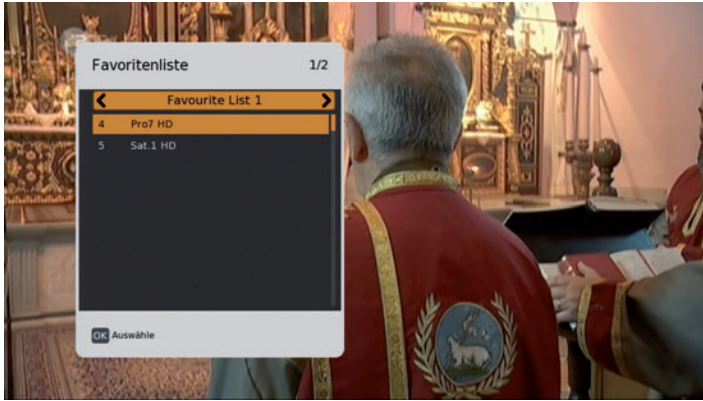 Favoritenliste 1/2
Favourite List 1
4 Pro7 HD
5 Sat.1 HD
OK Auswähle